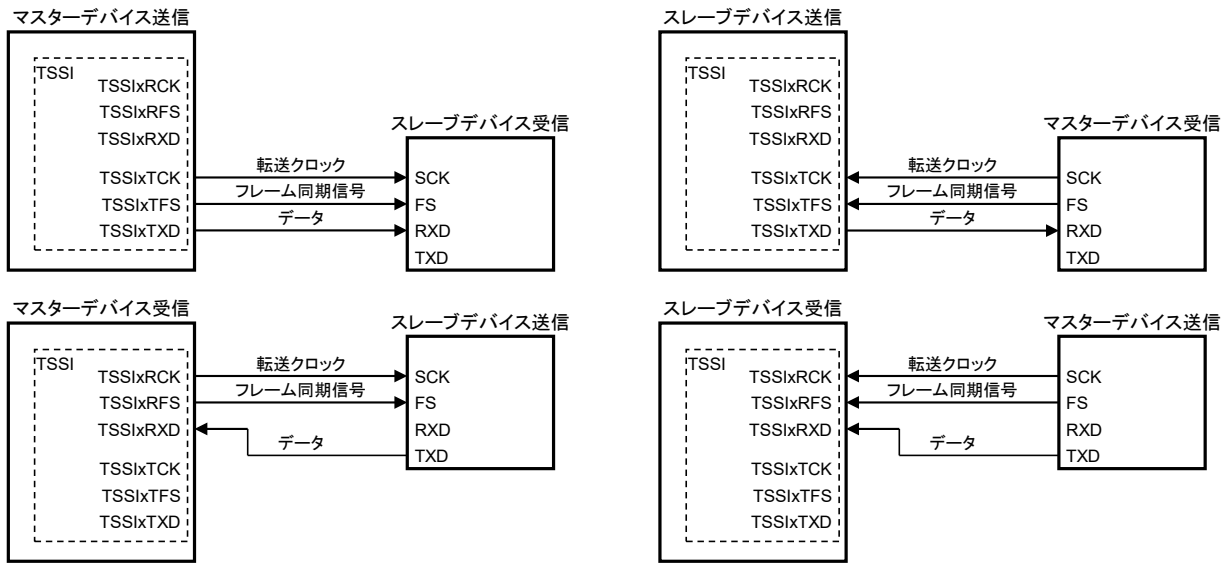 マスターデバイス送信
TSSI
TSSIxRCK
TSSIxRFS
TSSIxRXD
TSSIxTCK
TSSIxTFS
TSSIxTXD
転送クロック
フレーム同期信号
データ
スレーブデバイス受信
SCK
FS
RXD
TXD
スレーブデバイス送信
TSSI
TSSIxRCK
TSSIxRFS
TSSIxRXD
TSSIxTCK
TSSIxTFS
TSSIxTXD
転送クロック
フレーム同期信号
データ
マスターデバイス受信
SCK
FS
RXD
TXD
マスターデバイス受信
TSSI
TSSIxRCK
TSSIxRFS
TSSIxRXD
TSSIxTCK
TSSIxTFS
TSSIxTXD
転送クロック
フレーム同期信号
データ
スレーブデバイス送信
SCK
FS
RXD
TXD
スレーブデバイス受信
TSSI
TSSIxRCK
TSSIxRFS
TSSIxRXD
TSSIxTCK
TSSIxTFS
TSSIxTXD
転送クロック
フレーム同期信号
データ
マスターデバイス送信
SCK
FS
RXD
TXD